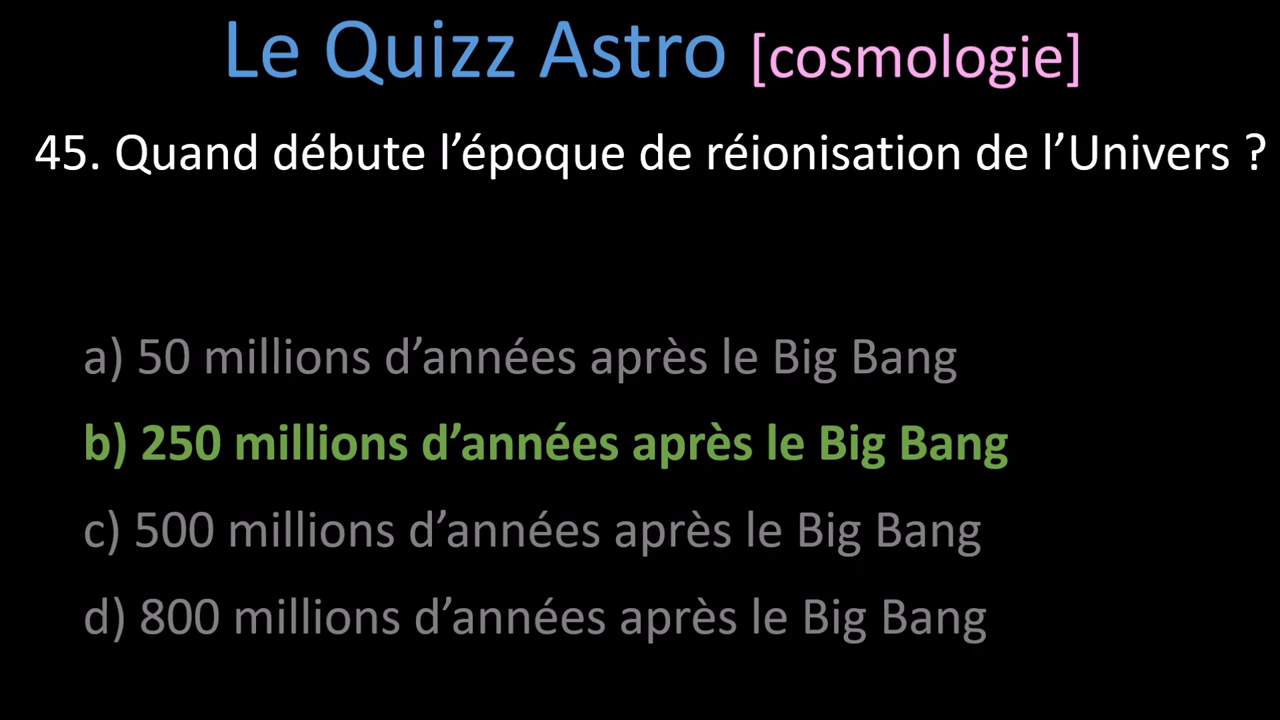 Le Quizz Astro [cosmologie]
45. Quand débute l’époque de réionisation de l’Univers ?
a) 50 millions d’années après le Big Bang
b) 250 millions d’années après le Big Bang
c) 500 millions d’années après le Big Bang
d) 800 millions d’années après le Big Bang